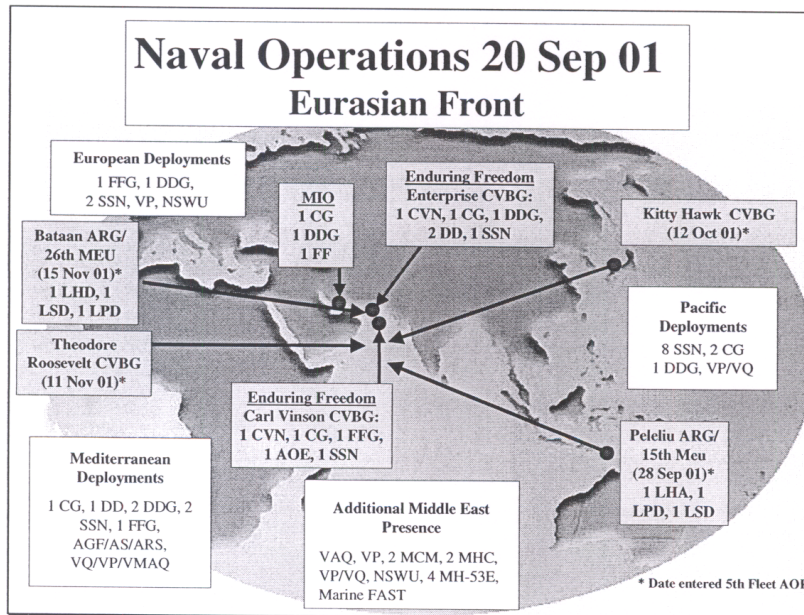 Naval Operations 20 Sep 01
Eurasian Front
European Deployments
1 FFG, 1 DDG,
2 SSN, VP, NSWU
MIO
1 CG
1 DDG
1 FF
Enduring Freedom
Enterprise CVBG:
1 CVN, 1 CG, 1 DDG,
2 DD, 1 SSN
Kitty Hawk CVBG
(12 Oct 01)*
Bataan ARG/
26th MEU
(15 Nov 01)*
1 LHD, 1
LSD, 1 LPD
Pacific
Deployments
8 SSN, 2 CG
1 DDG, VP/VQ
Theodore
Roosevelt CVBG
(11 Nov 01)*
Enduring Freedom
Carl Vinson CVBG:
1 CVN, 1 CG, 1 FFG,
1 AOE, 1 SSN
Peleliu ARG/
15th Meu
(28 Sep 01)*
1 LHA, 1
LPD, 1 LSD
Mediterranean
Deployments
1 CG, 1 DD, 2 DDG, 2
SSN, 1 FFG,
AGF/AS/ARS,
VQ/VP/VMAQ
Additional Middle East
Presence
VAQ, VP, 2 MCM, 2 MHC,
VP/VQ, NSWU, 4 MH-53E,
Marine FAST
* Date entered 5th Fleet AOR